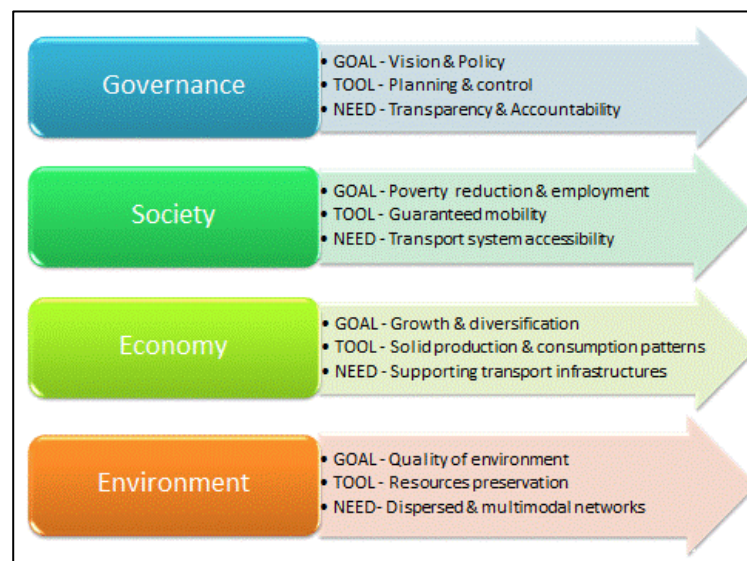 Governance
• GOAL - Vision & Policy
• TOOL - Planning & control
• NEED - Transparency & Accountability
Society
• GOAL - Poverty reduction & employment
• TOOL - Guaranteed mobility
• NEED - Transport system accessibility
Economy
• GOAL - Growth & diversification
• TOOL - Solid production & consumption patterns
• NEED - Supporting transport infrastructures
Environment
• GOAL - Quality of environment
• TOOL - Resources preservation
• NEED- Dispersed & multimodal networks